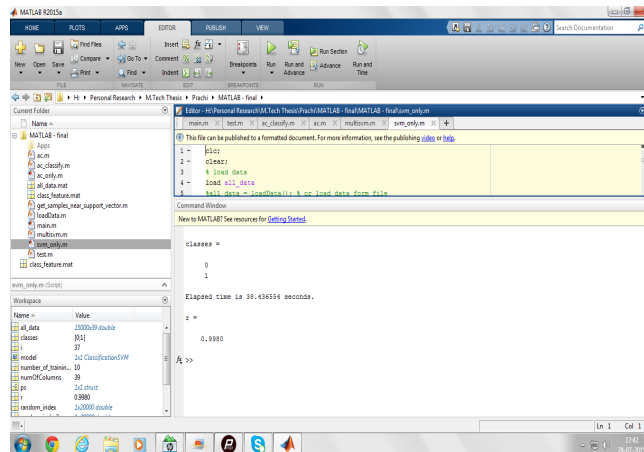 MATLAB R2015a
HOME PLOTS APPS EDITOR PUBLISH VIEW
Search Documentation
New Open Save
Find Files
Compare
Print
Go To
Find
Insert
Comment
Indent
Breakpoints
Run
Run and Advance
Run Section
Advance
Run and Time
FILE NAVIGATE EDIT BREAKPOINTS RUN
H: Personal Research M.Tech Thesis Prachi MATLAB - final
Current Folder
Name
MATLAB - final
Apps
ac.m
ac_classify.m
ac_only.m
all_data.mat
class_feature.mat
get_samples_near_support_vector.m
loadData.m
main.m
multisvm.m
svm_only.m
test.m
class_feature.mat
svm_only.m (Script)
Workspace
Name Value
all_data 15000x39 double
classes [0;1]
i 37
model 1x1 ClassificationSVM
number_of_trainin... 10
numOfColumns 39
ps 1x1 struct
r 0.9980
random_index 1x20000 double
Editor - H:\Personal Research\M.Tech Thesis\Prachi\MATLAB - final\MATLAB - final\svm_only.m
main.m test.m ac_classify.m ac.m multisvm.m svm_only.m
This file can be published to a formatted document. For more information, see the publishing video or help.
1 clc;
2 clear;
3 % load data
4 load all_data
5 %all_data = loadData(); % or load data form file
Command Window
New to MATLAB? See resources for Getting Started.
classes =
0
1
Elapsed time is 38.436554 seconds.
r =
0.9980
fx >>
Ln 1 Col 1
17:42